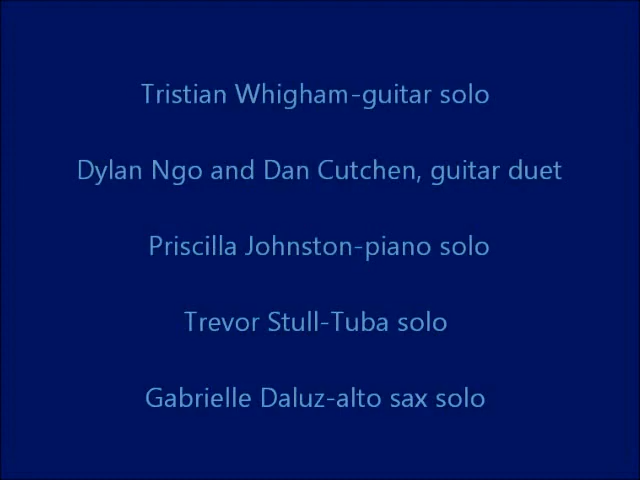 Tristian Whigham-guitar solo
Dylan Ngo and Dan Cutchen, guitar duet
Priscilla Johnston-piano solo
Trevor Stull-Tuba solo
Gabrielle Daluz-alto sax solo